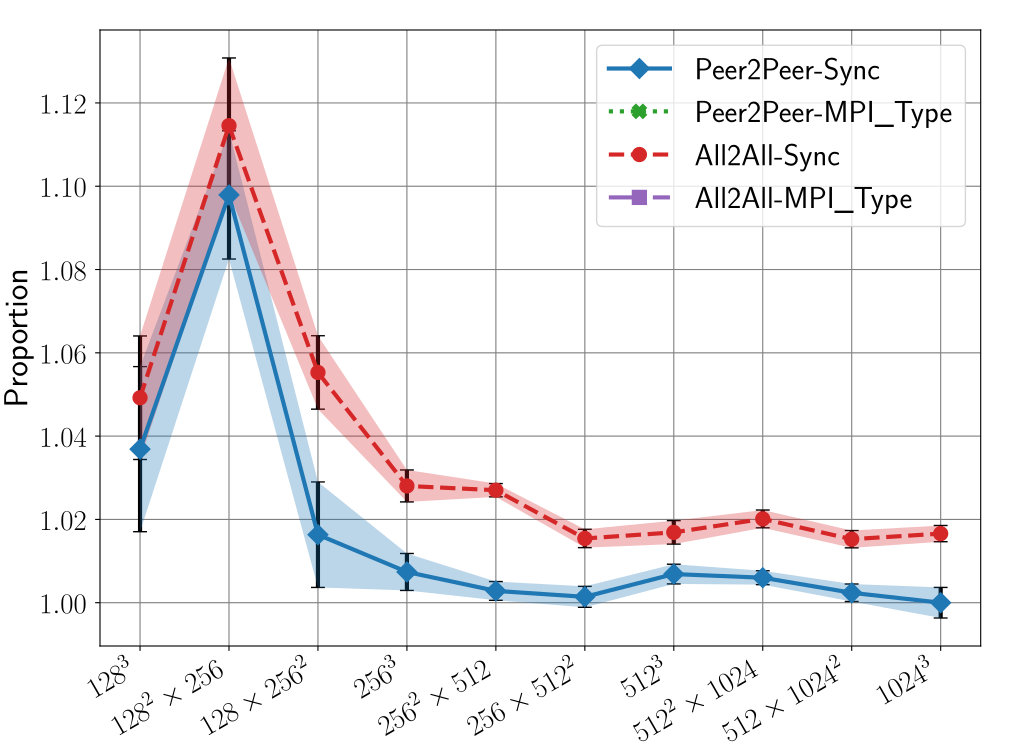 Proportion
1.12
1.10
1.08
1.06
1.04
1.02
1.00
Peer2Peer-Sync
Peer2Peer-MPI_Type
All2All-Sync
All2All-MPI_Type
128³
128² × 256
128 × 256²
256³
256² × 512
256 × 512²
512³
512² × 1024
512 × 1024²
1024³